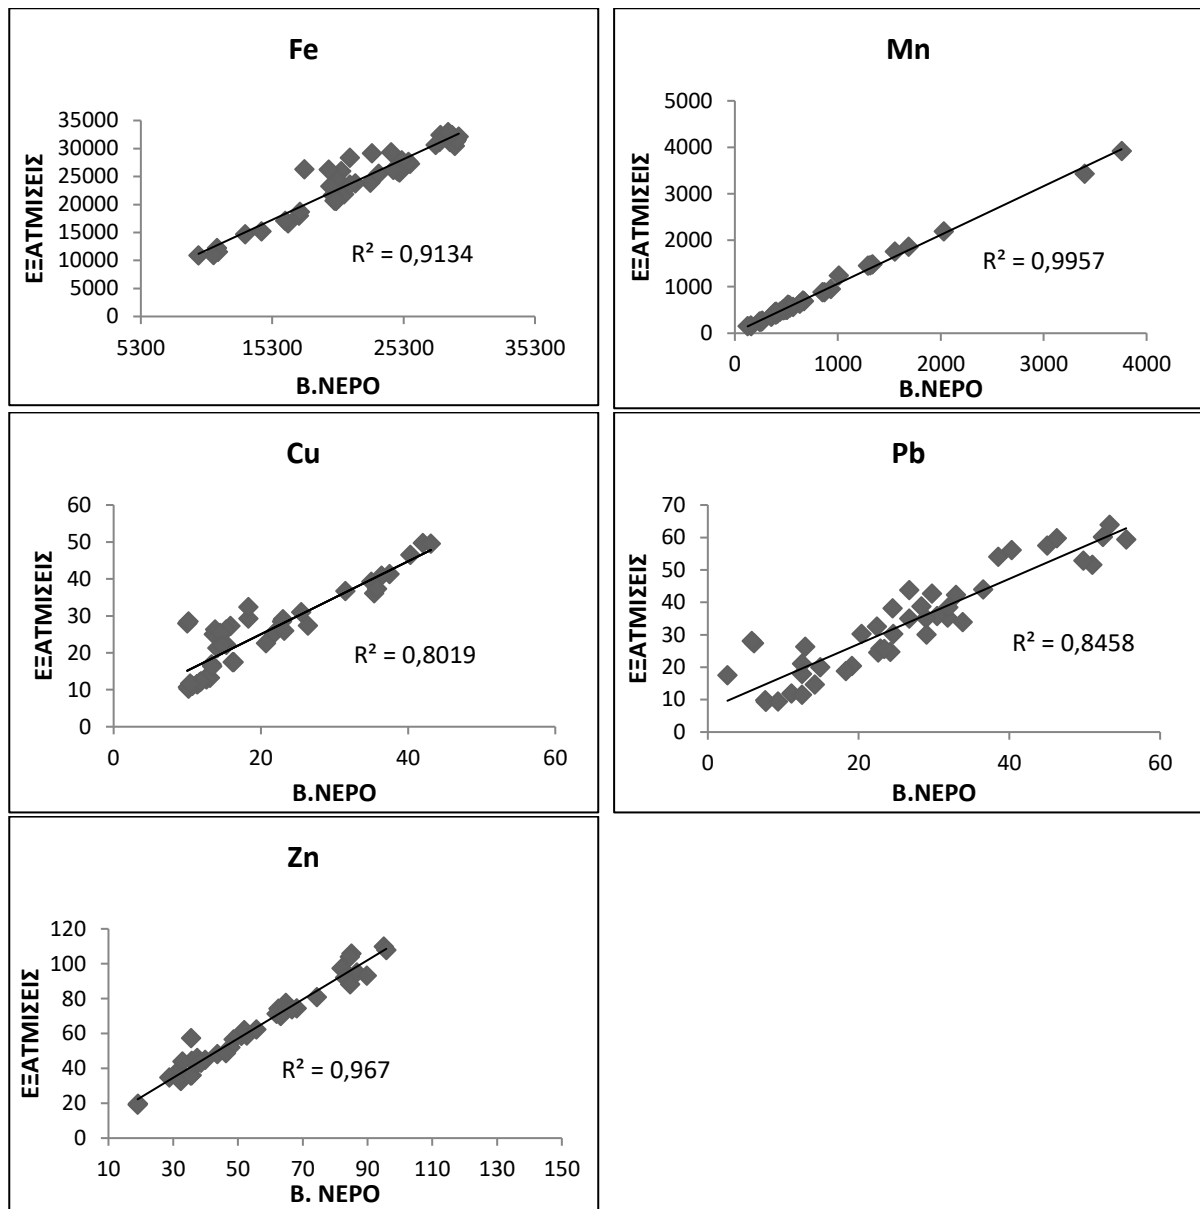 Fe
ΕΞΑΤΜΙΣΕΙΣ
35000
30000
25000
20000
15000
10000
5000
0
R² = 0,9134
5300 15300 25300 35300
Β.ΝΕΡΟ
Mn
ΕΞΑΤΜΙΣΕΙΣ
5000
4000
3000
2000
1000
0
R² = 0,9957
0 1000 2000 3000 4000
Β.ΝΕΡΟ
Cu
ΕΞΑΤΜΙΣΕΙΣ
60
50
40
30
20
10
0
R² = 0,8019
0 20 40 60
Β.ΝΕΡΟ
Pb
ΕΞΑΤΜΙΣΕΙΣ
70
60
50
40
30
20
10
0
R² = 0,8458
0 20 40 60
Β.ΝΕΡΟ
Zn
ΕΞΑΤΜΙΣΕΙΣ
120
100
80
60
40
20
0
R² = 0,967
10 30 50 70 90 110 130 150
Β. ΝΕΡΟ